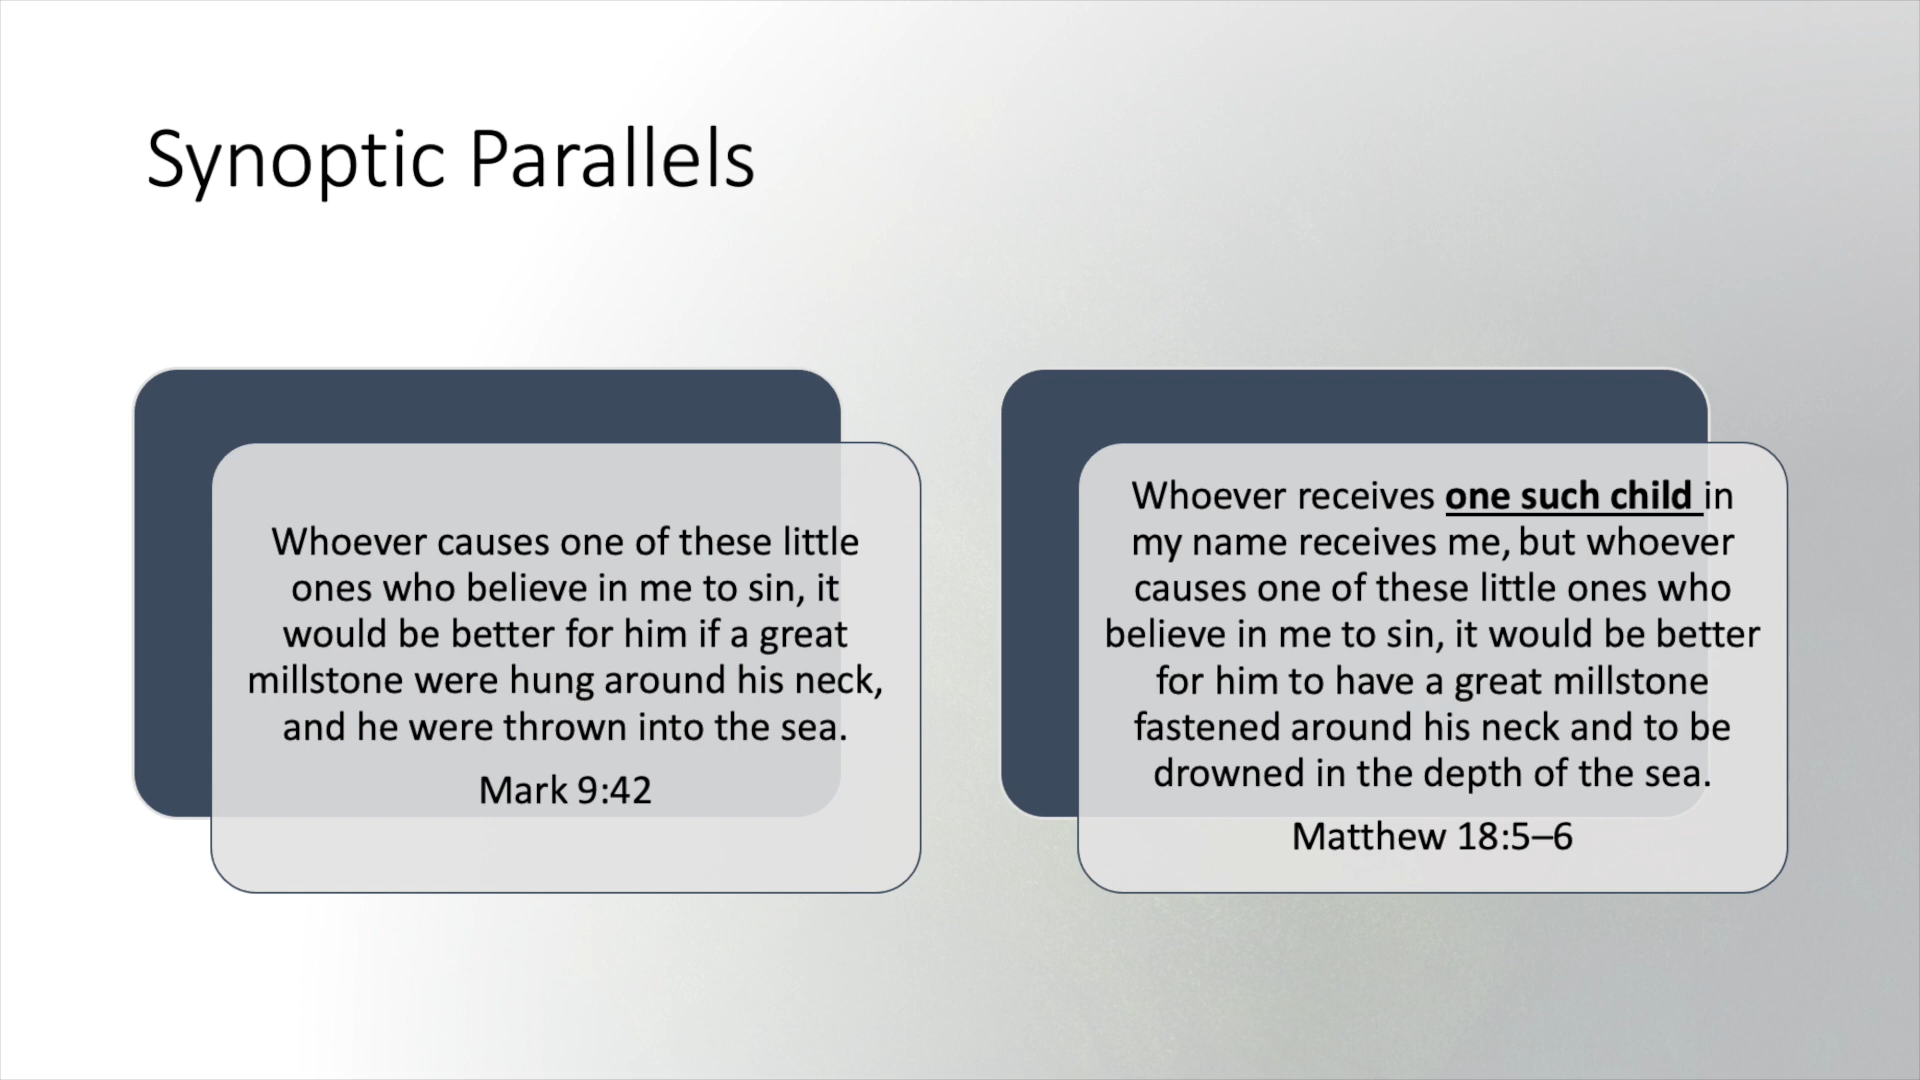 Synoptic Parallels
Whoever causes one of these little
ones who believe in me to sin, it
would be better for him if a great
millstone were hung around his neck,
and he were thrown into the sea.
Mark 9:42
Whoever receives one such child in
my name receives me, but whoever
causes one of these little ones who
believe in me to sin, it would be better
for him to have a great millstone
fastened around his neck and to be
drowned in the depth of the sea.
Matthew 18:5–6